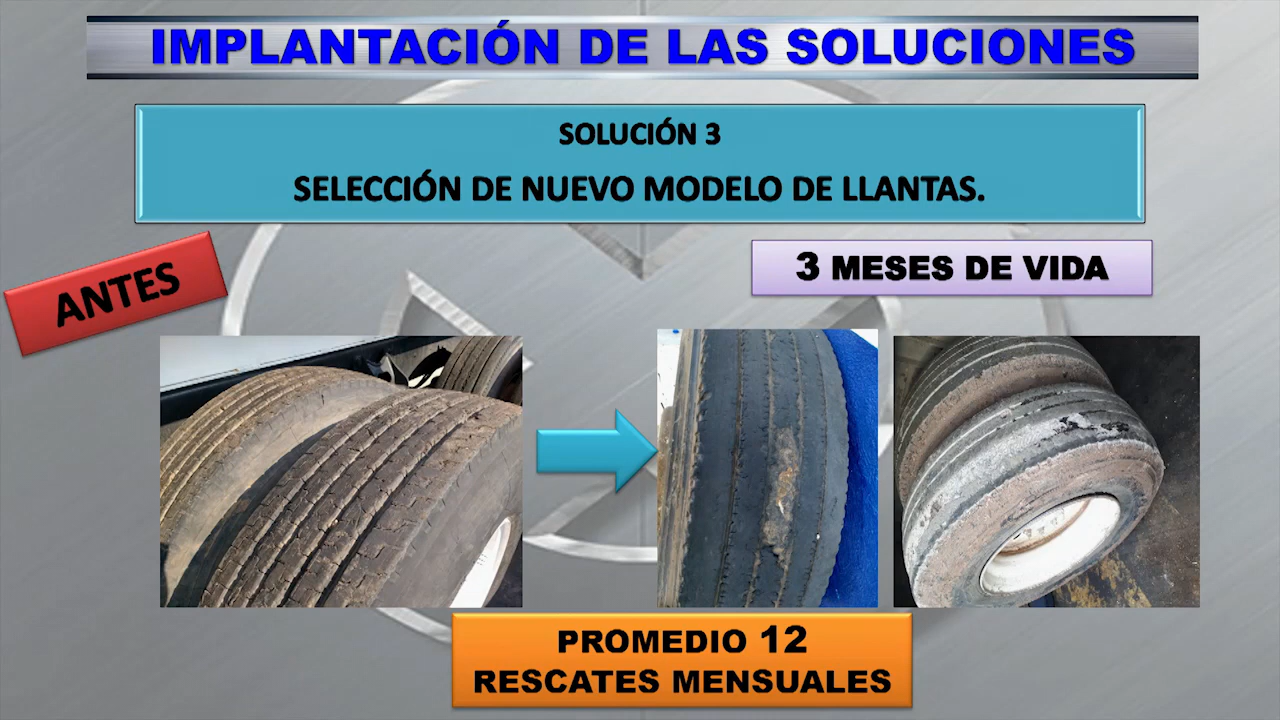 IMPLANTACIÓN DE LAS SOLUCIONES
SOLUCIÓN 3
SELECCIÓN DE NUEVO MODELO DE LLANTAS.
ANTES
3 MESES DE VIDA
PROMEDIO 12
RESCATES MENSUALES